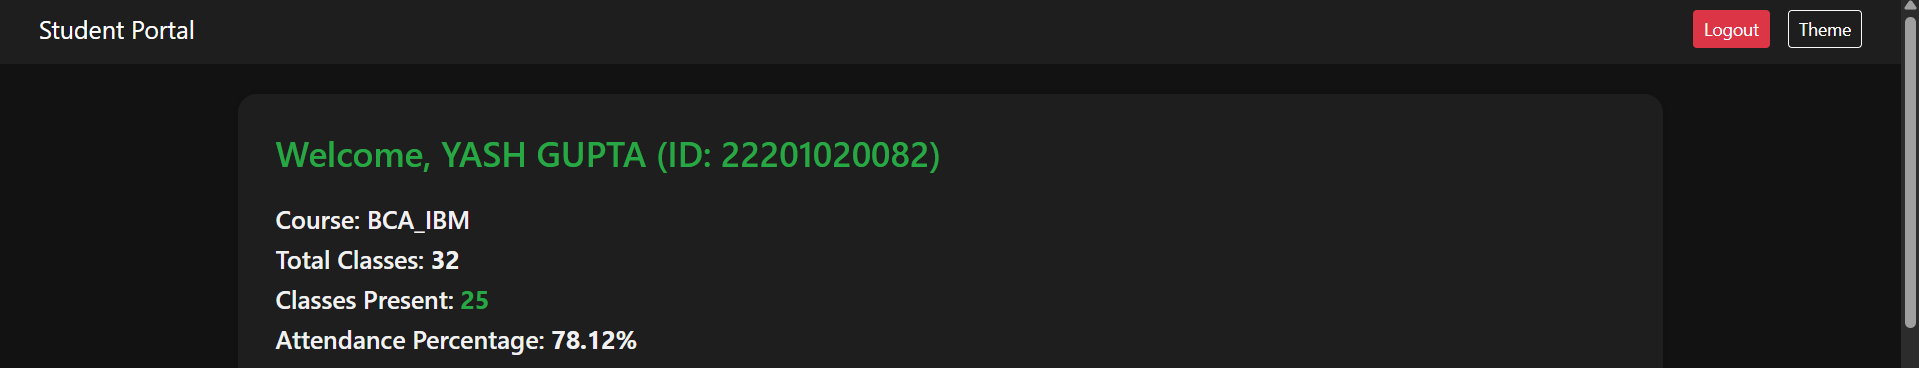 Student Portal
Logout
Theme
Welcome, YASH GUPTA (ID: 22201020082)
Course: BCA_IBM
Total Classes: 32
Classes Present: 25
Attendance Percentage: 78.12%